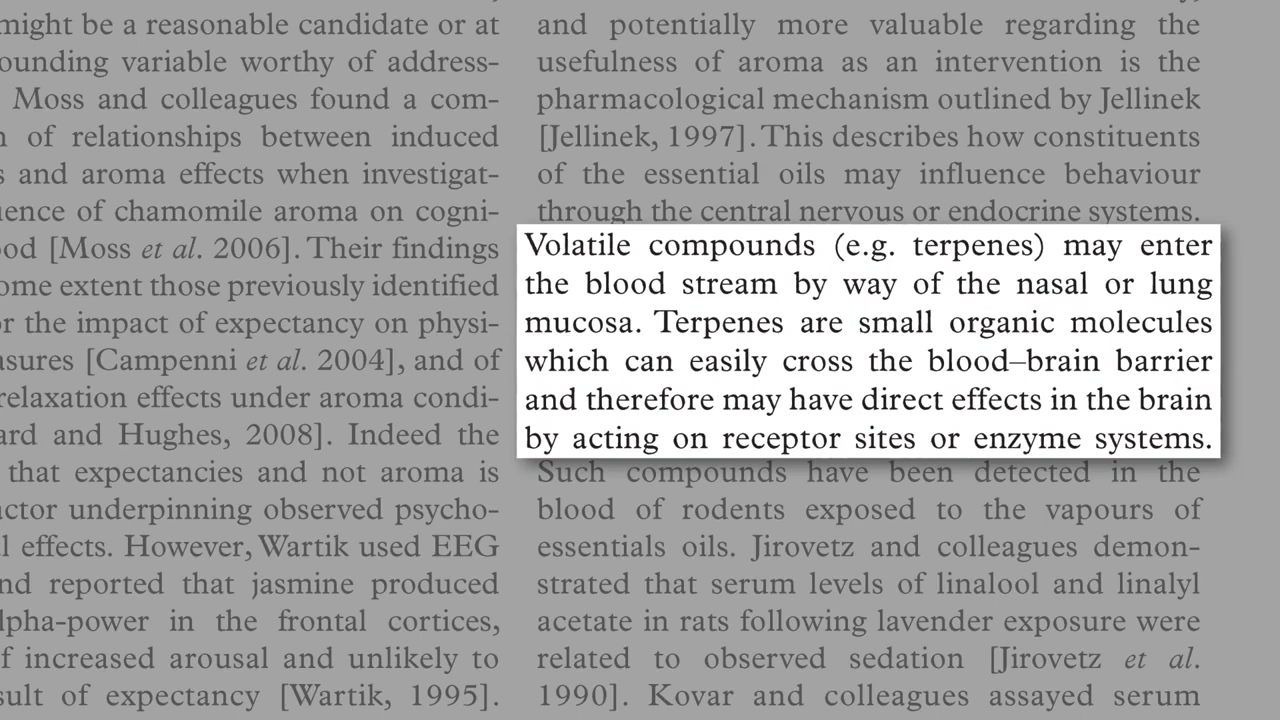 might be a reasonable candidate or at
ounding variable worthy of address-
Moss and colleagues found a com-
of relationships between induced
and aroma effects when investigat-
ence of chamomile aroma on cogni-
od [Moss et al. 2006]. Their findings
ome extent those previously identified
r the impact of expectancy on physi-
asures [Campenni et al. 2004], and of
relaxation effects under aroma condi-
ard and Hughes, 2008]. Indeed the
that expectancies and not aroma is
actor underpinning observed psycho-
l effects. However, Wartik used EEG
nd reported that jasmine produced
lpha-power in the frontal cortices,
f increased arousal and unlikely to
sult of expectancy [Wartik, 1995].
and potentially more valuable regarding the
usefulness of aroma as an intervention is the
pharmacological mechanism outlined by Jellinek
[Jellinek, 1997]. This describes how constituents
of the essential oils may influence behaviour
through the central nervous or endocrine systems.
Volatile compounds (e.g. terpenes) may enter
the blood stream by way of the nasal or lung
mucosa. Terpenes are small organic molecules
which can easily cross the blood–brain barrier
and therefore may have direct effects in the brain
by acting on receptor sites or enzyme systems.
Such compounds have been detected in the
blood of rodents exposed to the vapours of
essentials oils. Jirovetz and colleagues demon-
strated that serum levels of linalool and linalyl
acetate in rats following lavender exposure were
related to observed sedation [Jirovetz et al.
1990]. Kovar and colleagues assayed serum